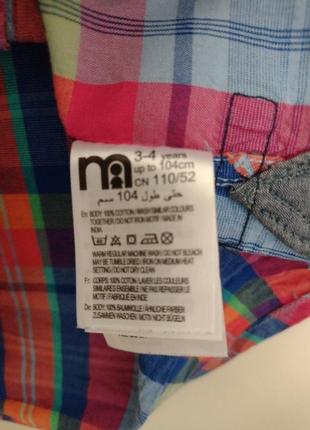 3-4 years
up to 104cm
CN 110/52
حتى طول 104 سم
En: BODY: 100% COTTON / WASH SIMILAR COLOURS
TOGETHER / DO NOT IRON MOTIF / MADE IN
INDIA
WARM REGULAR MACHINE WASH / DO NOT BLEACH
MAY BE TUMBLE DRIED / IRON ON MEDIUM HEAT
SETTING / DO NOT DRY CLEAN
Fr: CORPS: 100% COTON / LAVER LES COULEURS
SIMILAIRES ENSEMBLE / NE PAS REPASSER LE
MOTIF / FABRIQUE EN INDE
De: BODY: 100% BAUMWOLLE / ÄHNLICHE FARBEN
ZUSAMMEN WASCHEN / MOTIV NICHT BÜGELN /